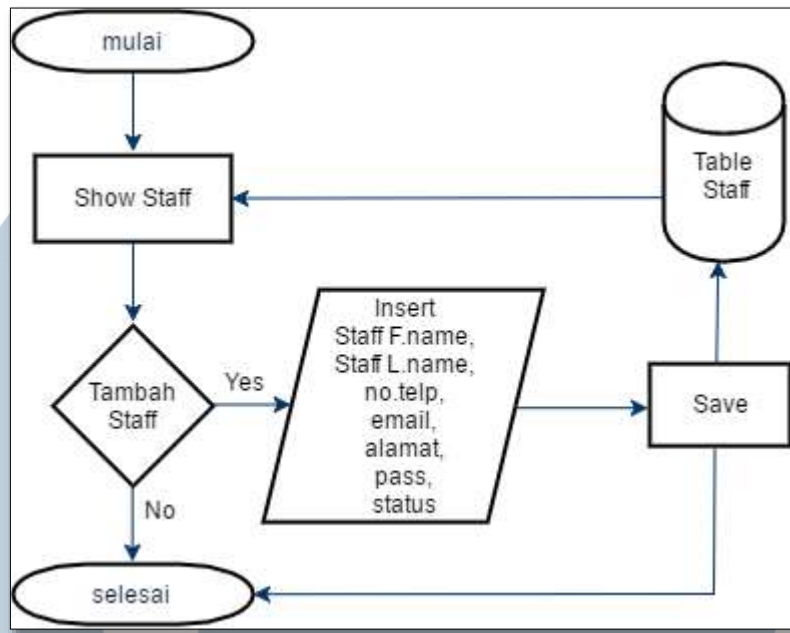 mulai
Show Staff
Table
Staff
Tambah
Staff
Yes
No
Insert
Staff F.name,
Staff L.name,
no.telp,
email,
alamat,
pass,
status
Save
selesai